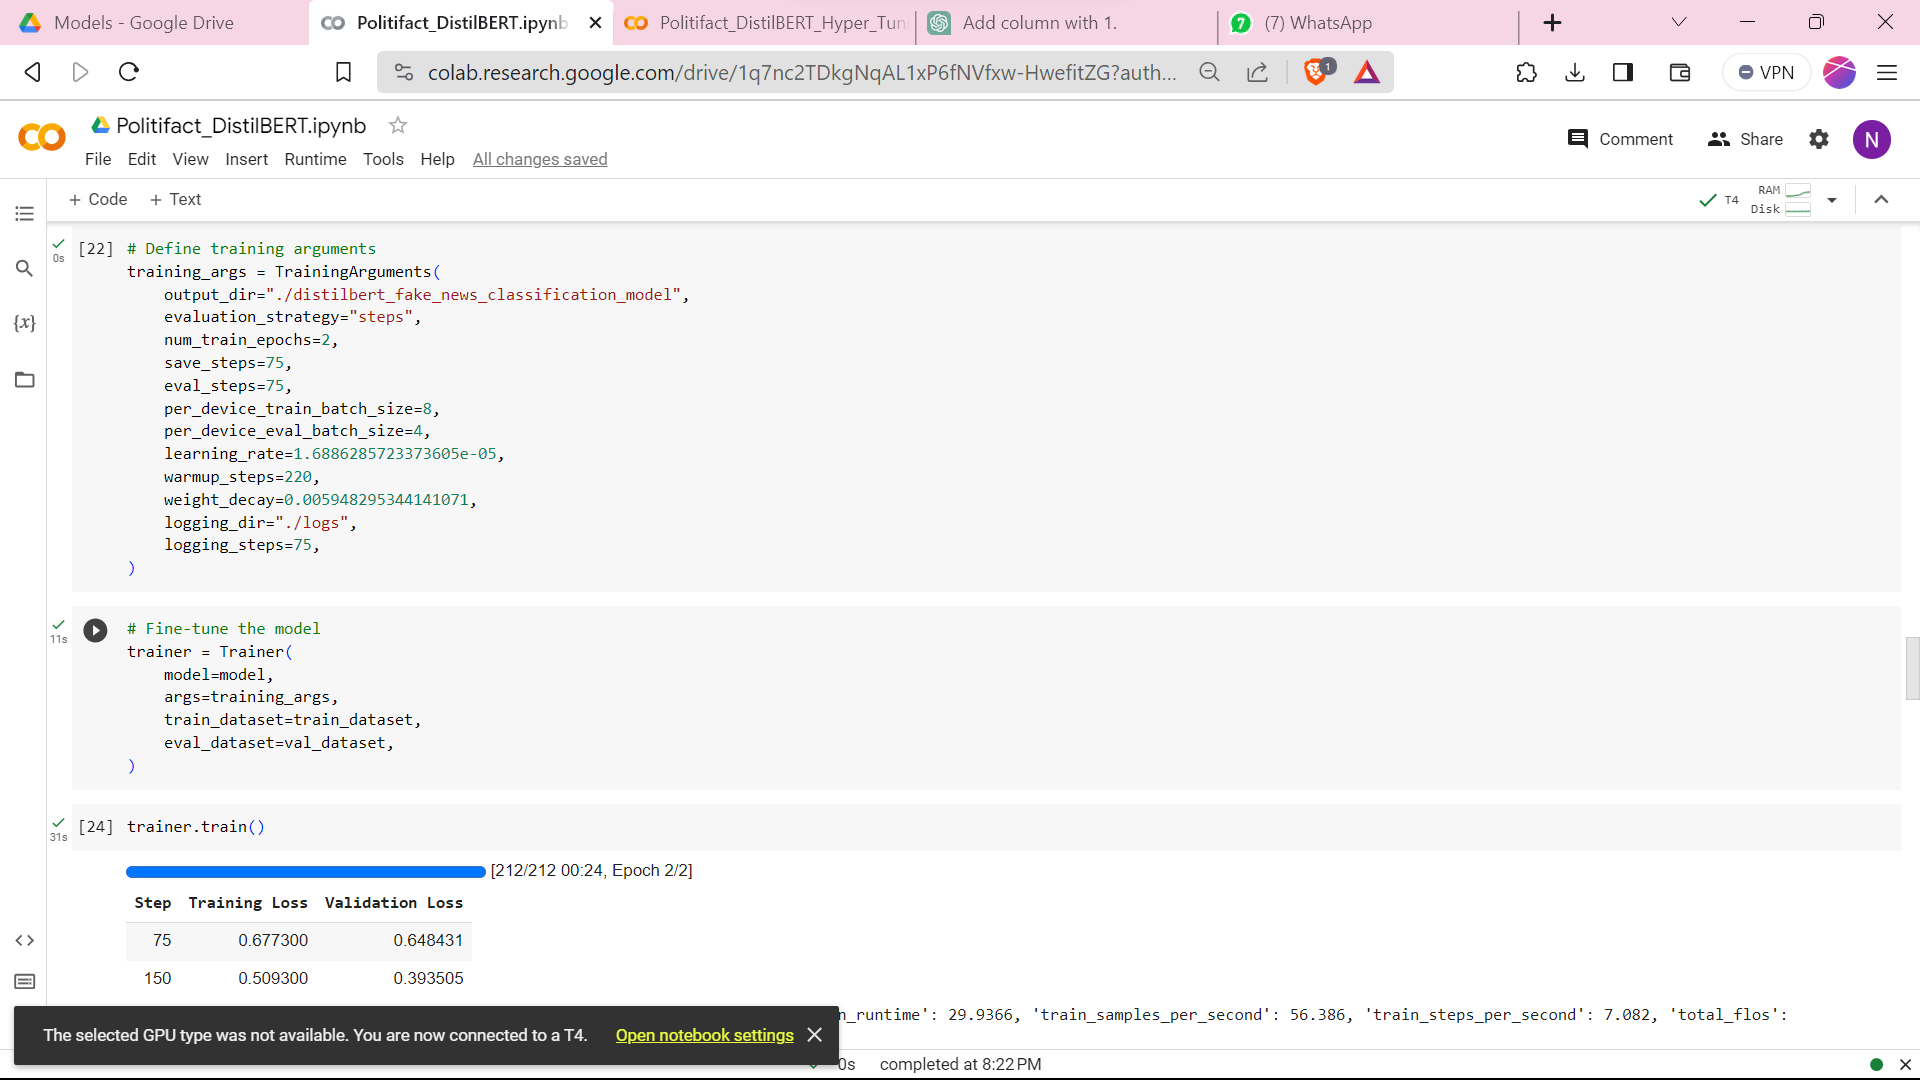 Models - Google Drive
Politifact_DistilBERT.ipynb
Politifact_DistilBERT_Hyper_Tun
Add column with 1.
(7) WhatsApp
colab.research.google.com/drive/1q7nc2TDkgNqAL1xP6fNVfxw-HwefitZG?auth...
1
VPN
Politifact_DistilBERT.ipynb
File Edit View Insert Runtime Tools Help All changes saved
Comment
Share
N
+ Code + Text
T4
RAM
Disk
0s
[22] # Define training arguments
training_args = TrainingArguments(
output_dir="./distilbert_fake_news_classification_model",
evaluation_strategy="steps",
num_train_epochs=2,
save_steps=75,
eval_steps=75,
per_device_train_batch_size=8,
per_device_eval_batch_size=4,
learning_rate=1.6886285723373605e-05,
warmup_steps=220,
weight_decay=0.005948295344141071,
logging_dir="./logs",
logging_steps=75,
)
11s
# Fine-tune the model
trainer = Trainer(
model=model,
args=training_args,
train_dataset=train_dataset,
eval_dataset=val_dataset,
)
31s
[24] trainer.train()
[212/212 00:24, Epoch 2/2]
Step Training Loss Validation Loss
75 0.677300 0.648431
150 0.509300 0.393505
n_runtime': 29.9366, 'train_samples_per_second': 56.386, 'train_steps_per_second': 7.082, 'total_flos':
The selected GPU type was not available. You are now connected to a T4. Open notebook settings
0s completed at 8:22 PM